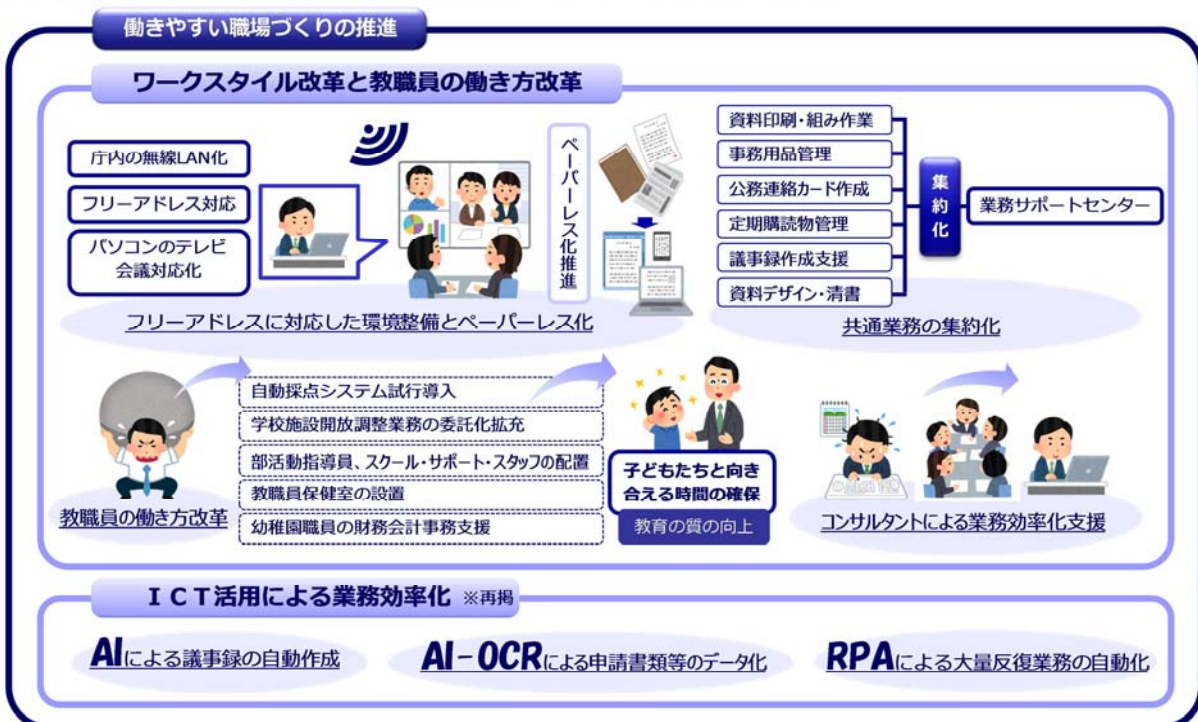 働きやすい職場づくりの推進
ワークスタイル改革と教職員の働き方改革
庁内の無線LAN化
フリーアドレス対応
パソコンのテレビ
会議対応化
ペーパーレス化推進
フリーアドレスに対応した環境整備とペーパーレス化
資料印刷・組み作業
事務用品管理
公務連絡カード作成
定期購読物管理
議事録作成支援
資料デザイン・清書
集約化
業務サポートセンター
共通業務の集約化
教職員の働き方改革
自動採点システム試行導入
学校施設開放調整業務の委託化拡充
部活動指導員、スクール・サポート・スタッフの配置
教職員保健室の設置
幼稚園職員の財務会計事務支援
子どもたちと向き
合える時間の確保
教育の質の向上
コンサルタントによる業務効率化支援
ICT活用による業務効率化 ※再掲
AIによる議事録の自動作成
AI-OCRによる申請書類等のデータ化
RPAによる大量反復業務の自動化